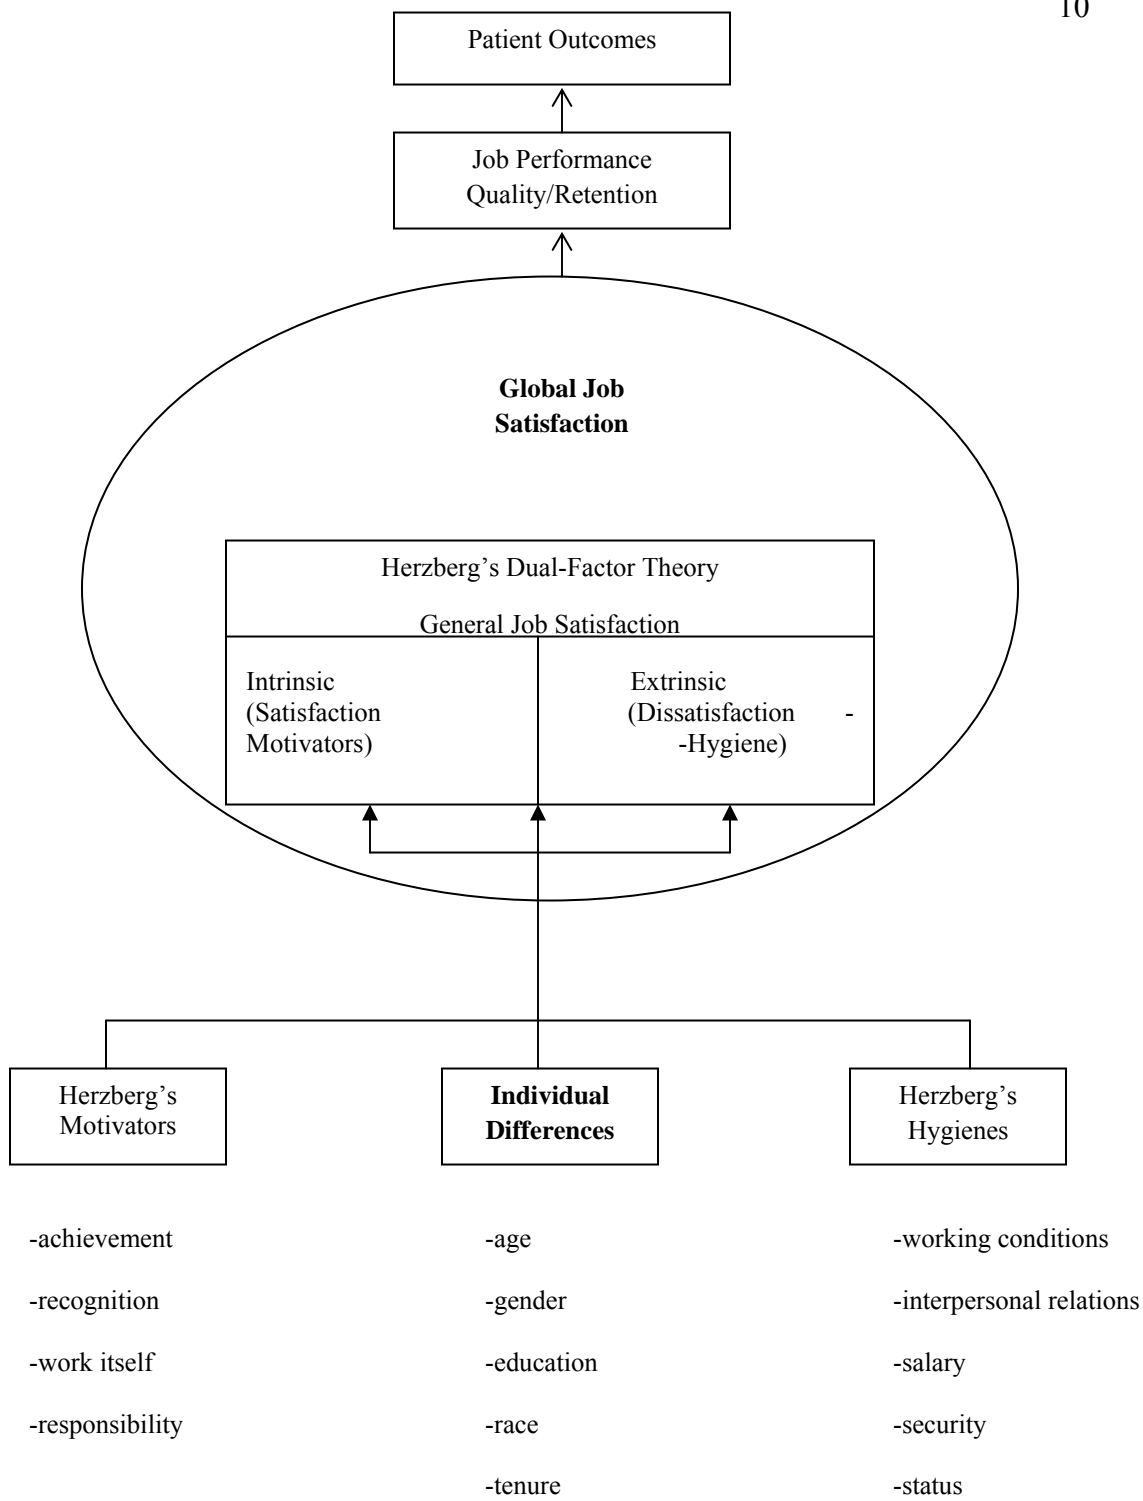 10
Patient Outcomes
Job Performance
Quality/Retention
Global Job
Satisfaction
Herzberg’s Dual-Factor Theory
General Job Satisfaction
Intrinsic
(Satisfaction
Motivators)
Extrinsic
(Dissatisfaction -
-Hygiene)
Herzberg’s
Motivators
-achievement
-recognition
-work itself
-responsibility
Individual
Differences
-age
-gender
-education
-race
-tenure
Herzberg’s
Hygienes
-working conditions
-interpersonal relations
-salary
-security
-status